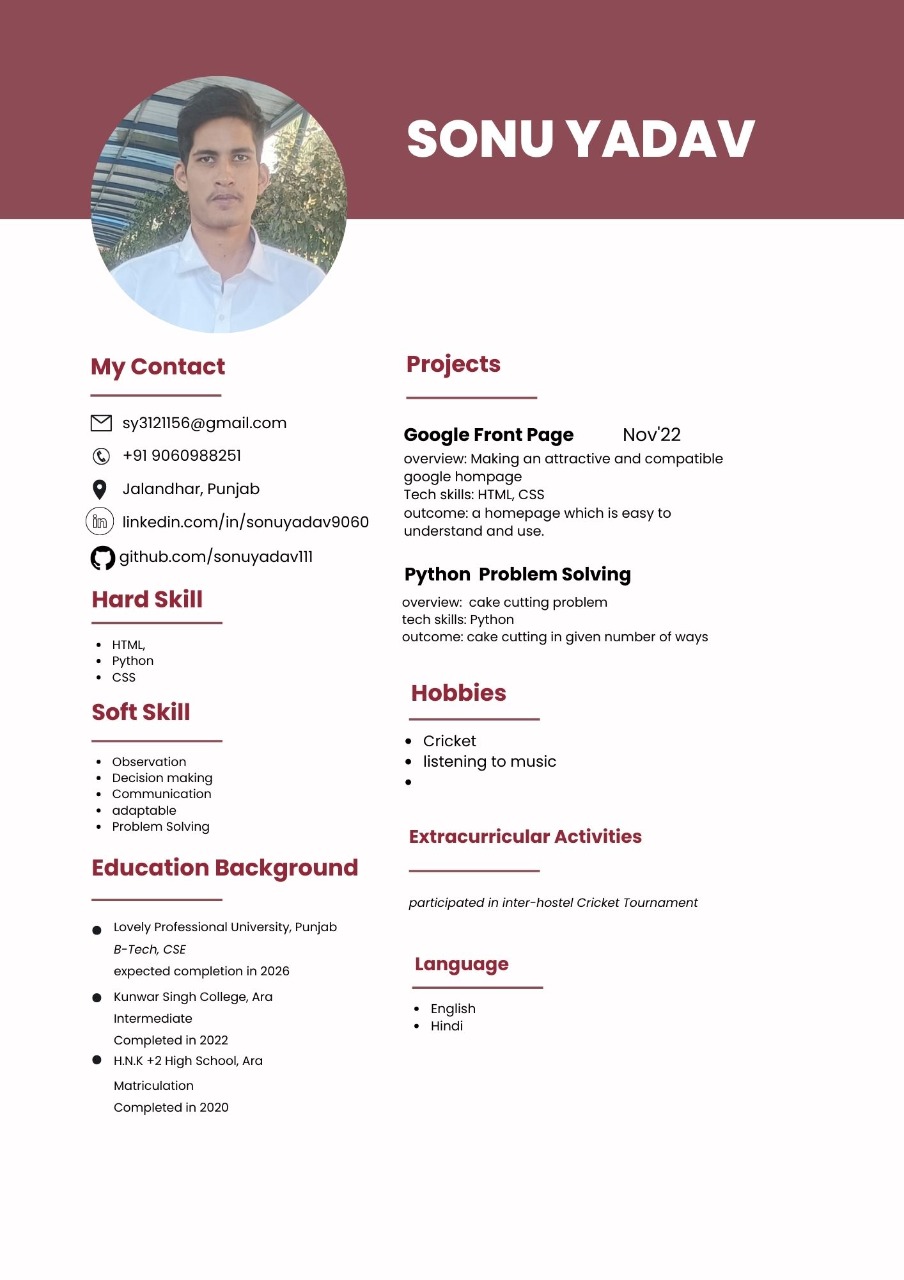 SONU YADAV
My Contact
sy3121156@gmail.com
+91 9060988251
Jalandhar, Punjab
in
linkedin.com/in/sonuyadav9060
github.com/sonuyadav111
Hard Skill
HTML,
Python
CSS
Soft Skill
Observation
Decision making
Communication
adaptable
Problem Solving
Education Background
Lovely Professional University, Punjab
B-Tech, CSE
expected completion in 2026
Kunwar Singh College, Ara
Intermediate
Completed in 2022
H.N.K +2 High School, Ara
Matriculation
Completed in 2020
Projects
Google Front Page Nov'22
overview: Making an attractive and compatible
google hompage
Tech skills: HTML, CSS
outcome: a homepage which is easy to
understand and use.
Python Problem Solving
overview: cake cutting problem
tech skills: Python
outcome: cake cutting in given number of ways
Hobbies
Cricket
listening to music
Extracurricular Activities
participated in inter-hostel Cricket Tournament
Language
English
Hindi